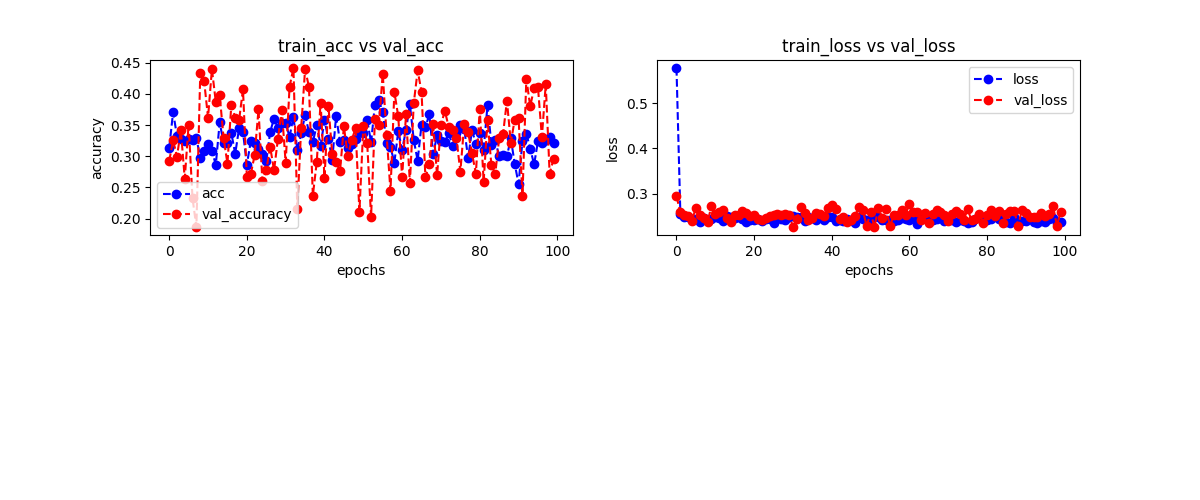 train_acc vs val_acc
accuracy
0.45
0.40
0.35
0.30
0.25
0.20
acc
val_accuracy
0
20
40
60
80
100
epochs
train_loss vs val_loss
loss
0.5
0.4
0.3
loss
val_loss
0
20
40
60
80
100
epochs